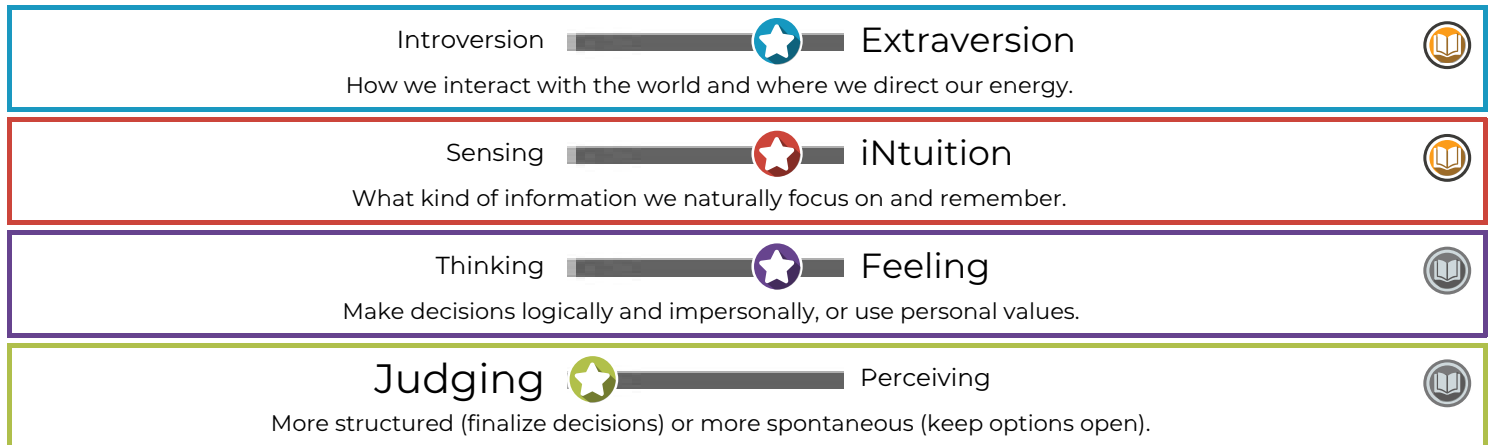 Introversion Extraversion
How we interact with the world and where we direct our energy.
Sensing iNtuition
What kind of information we naturally focus on and remember.
Thinking Feeling
Make decisions logically and impersonally, or use personal values.
Judging Perceiving
More structured (finalize decisions) or more spontaneous (keep options open).